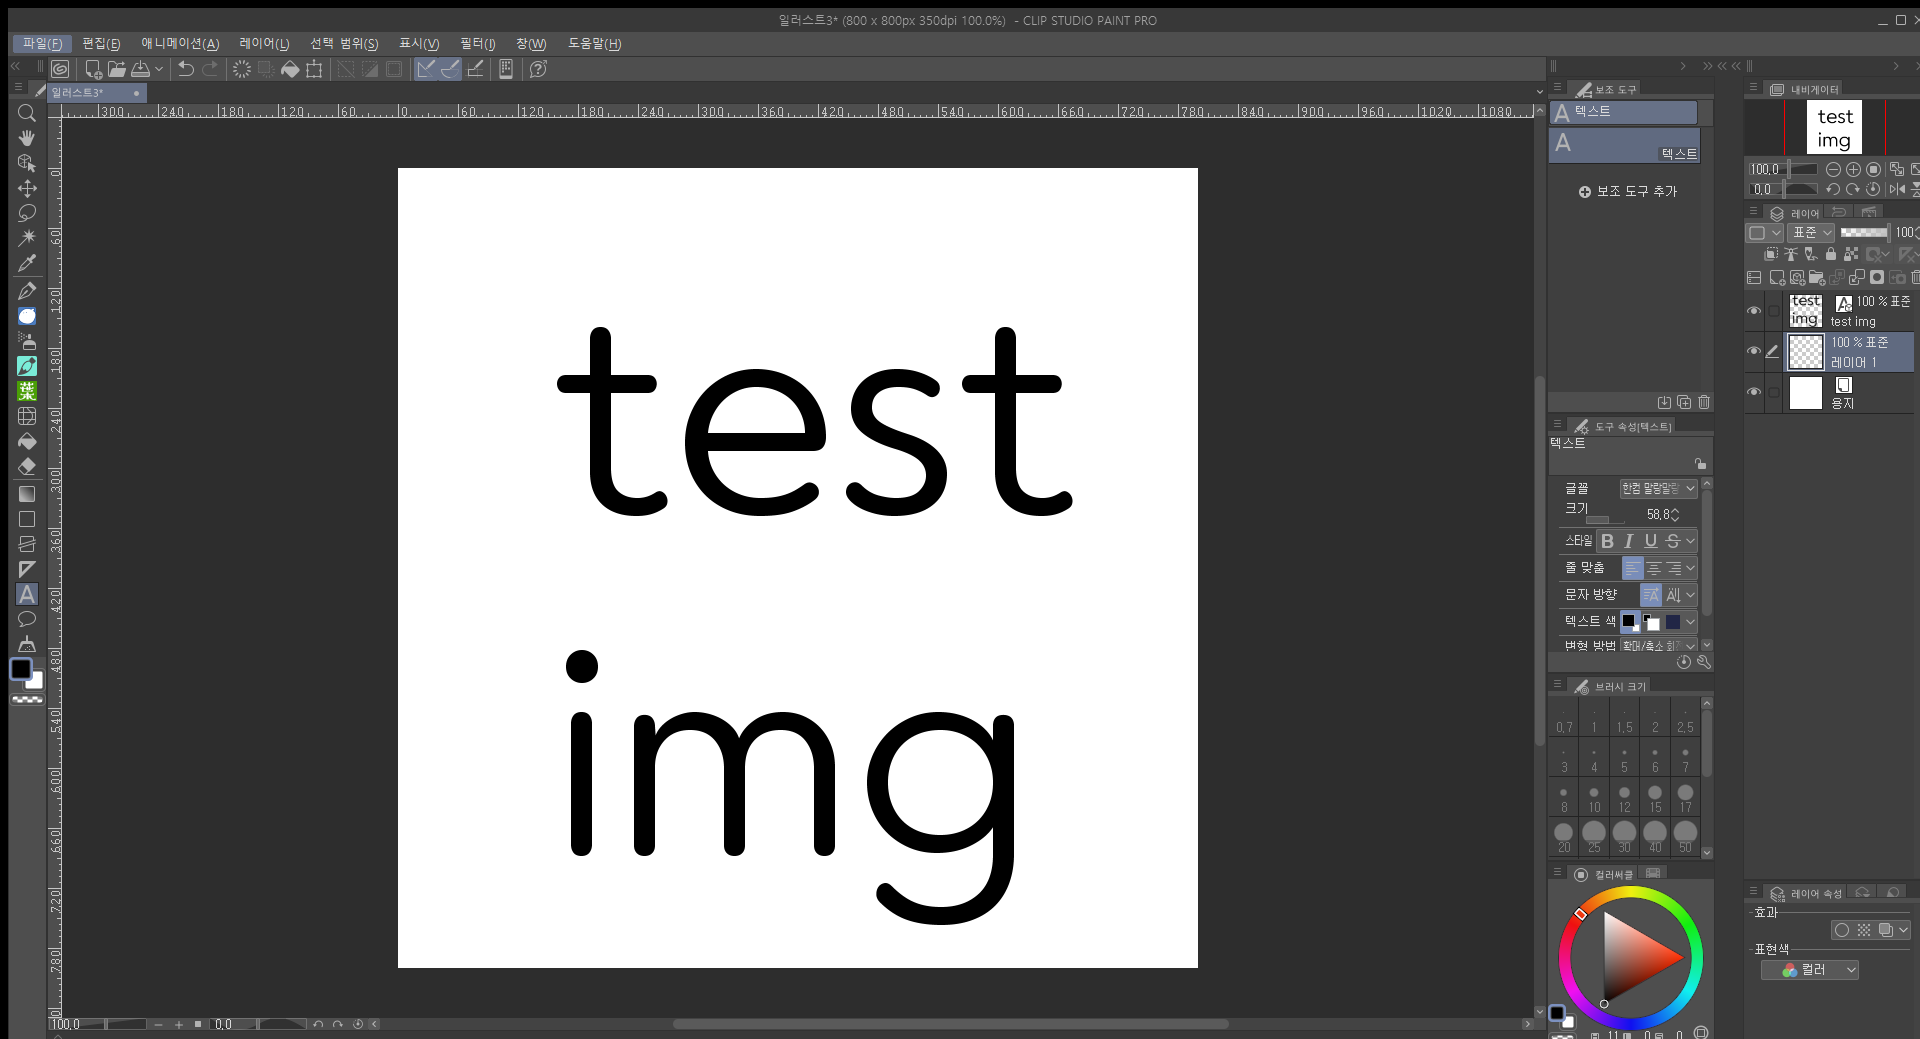 일러스트3* (800 x 800px 350dpi 100.0%)  - CLIP STUDIO PAINT PRO
파일(F) 편집(E) 애니메이션(A) 레이어(L) 선택 범위(S) 표시(V) 필터(I) 창(W) 도움말(H)
일러스트3*
300 240 180 120 60 0 60 120 180 240 300 360 420 480 540 600 660 720 780 840 900 960 1020 1080
0
60
120
180
240
300
360
420
480
540
600
660
720
780
葉
A
test
img
100.0
0.0
보조 도구
텍스트
텍스트
보조 도구 추가
도구 속성[텍스트]
텍스트
글꼴 한컴 말랑말랑
크기 58.8
스타일 B I U S
줄 맞춤
문자 방향
텍스트 색
변형 방법 확대/축소 회전
브러시 크기
0.7 1 1.5 2 2.5
3 4 5 6 7
8 10 12 15 17
20 25 30 40 50
컬러써클
11 0 0
내비게이터
test
img
100.0
0.0
레이어
표준 100
test
img
100 % 표준
test img
100 % 표준
레이어 1
용지
레이어 속성
효과
표현색
컬러